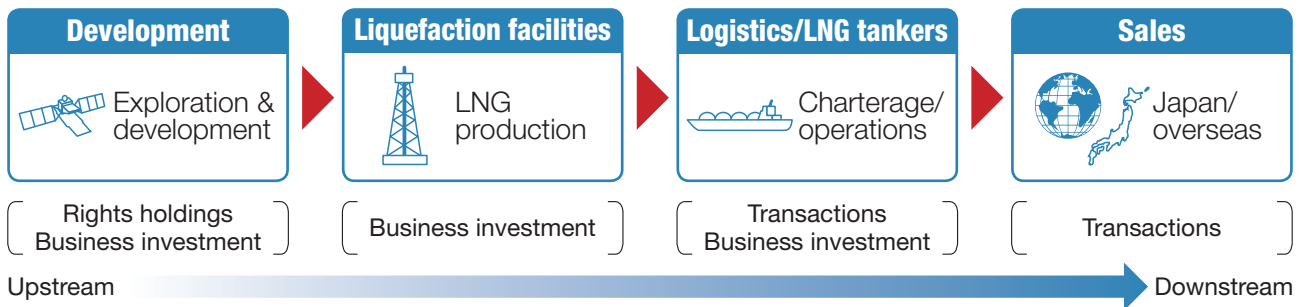 Development
Exploration &
development
Rights holdings
Business investment
Liquefaction facilities
LNG
production
Business investment
Logistics/LNG tankers
Charterage/
operations
Transactions
Business investment
Sales
Japan/
overseas
Transactions
Upstream
Downstream